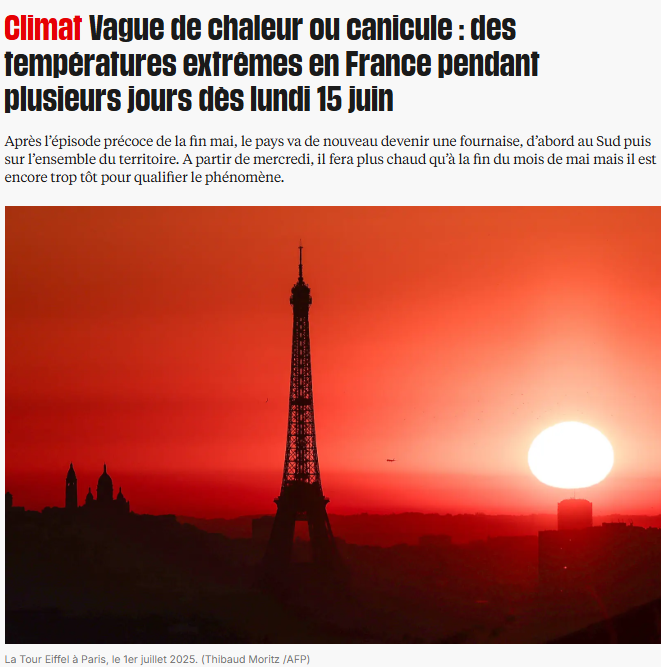 Climat Vague de chaleur ou canicule : des
températures extrêmes en France pendant
plusieurs jours dès lundi 15 juin
Après l’épisode précoce de la fin mai, le pays va de nouveau devenir une fournaise, d’abord au Sud puis
sur l’ensemble du territoire. A partir de mercredi, il fera plus chaud qu’à la fin du mois de mai mais il est
encore trop tôt pour qualifier le phénomène.
La Tour Eiffel à Paris, le 1er juillet 2025. (Thibaud Moritz /AFP)